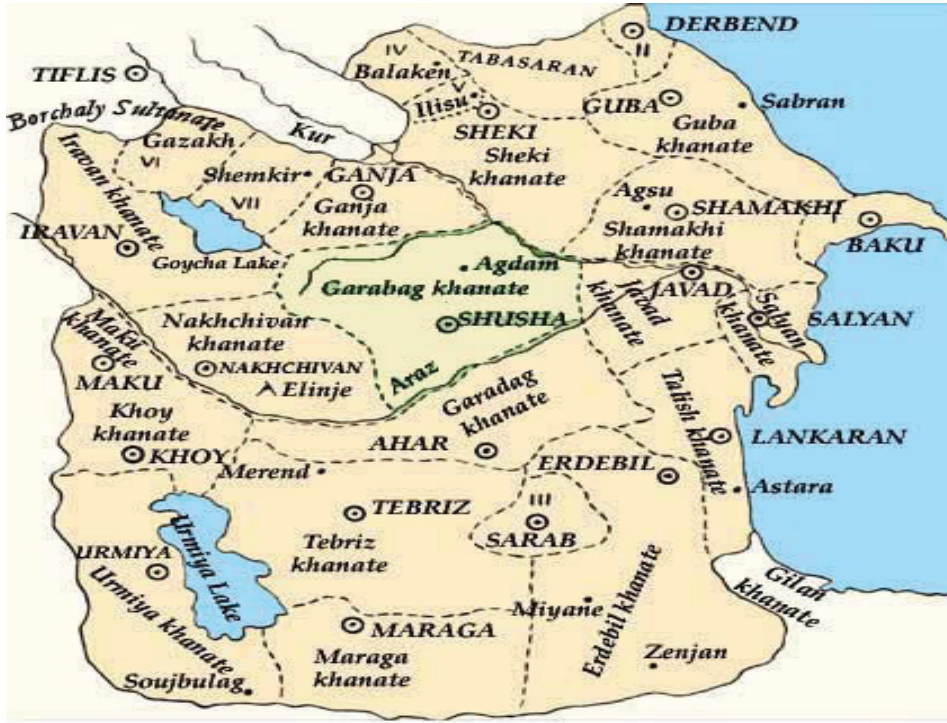 DERBEND
II
IV
TABASARAN
Balaken
TIFLIS
V
Ilisu
GUBA
Sabran
Borchaly Sultanate
Kur
SHEKI
Guba
khanate
Gazakh
Sheki
khanate
VI
Iravan khanate
Shemkir
GANJA
Agsu
VII
Ganja
khanate
SHAMAKHI
I
Shamakhi
khanate
IRAVAN
BAKU
Goycha Lake
Agdam
Garabag khanate
JAVAD
Javad
khanate
Salyan
khanate
SALYAN
Maku
khanate
Nakhchivan
khanate
SHUSHA
NAKHCHIVAN
MAKU
Elinje
Araz
Garadag
khanate
Talish khanate
Khoy
khanate
AHAR
LANKARAN
KHOY
Merend
ERDEBIL
Astara
III
TEBRIZ
SARAB
Urmiya Lake
Tebriz
khanate
URMIYA
Gilan
khanate
Urmiya khanate
Miyane
Erdebil khanate
MARAGA
Maraga
khanate
Zenjan
Soujbulag